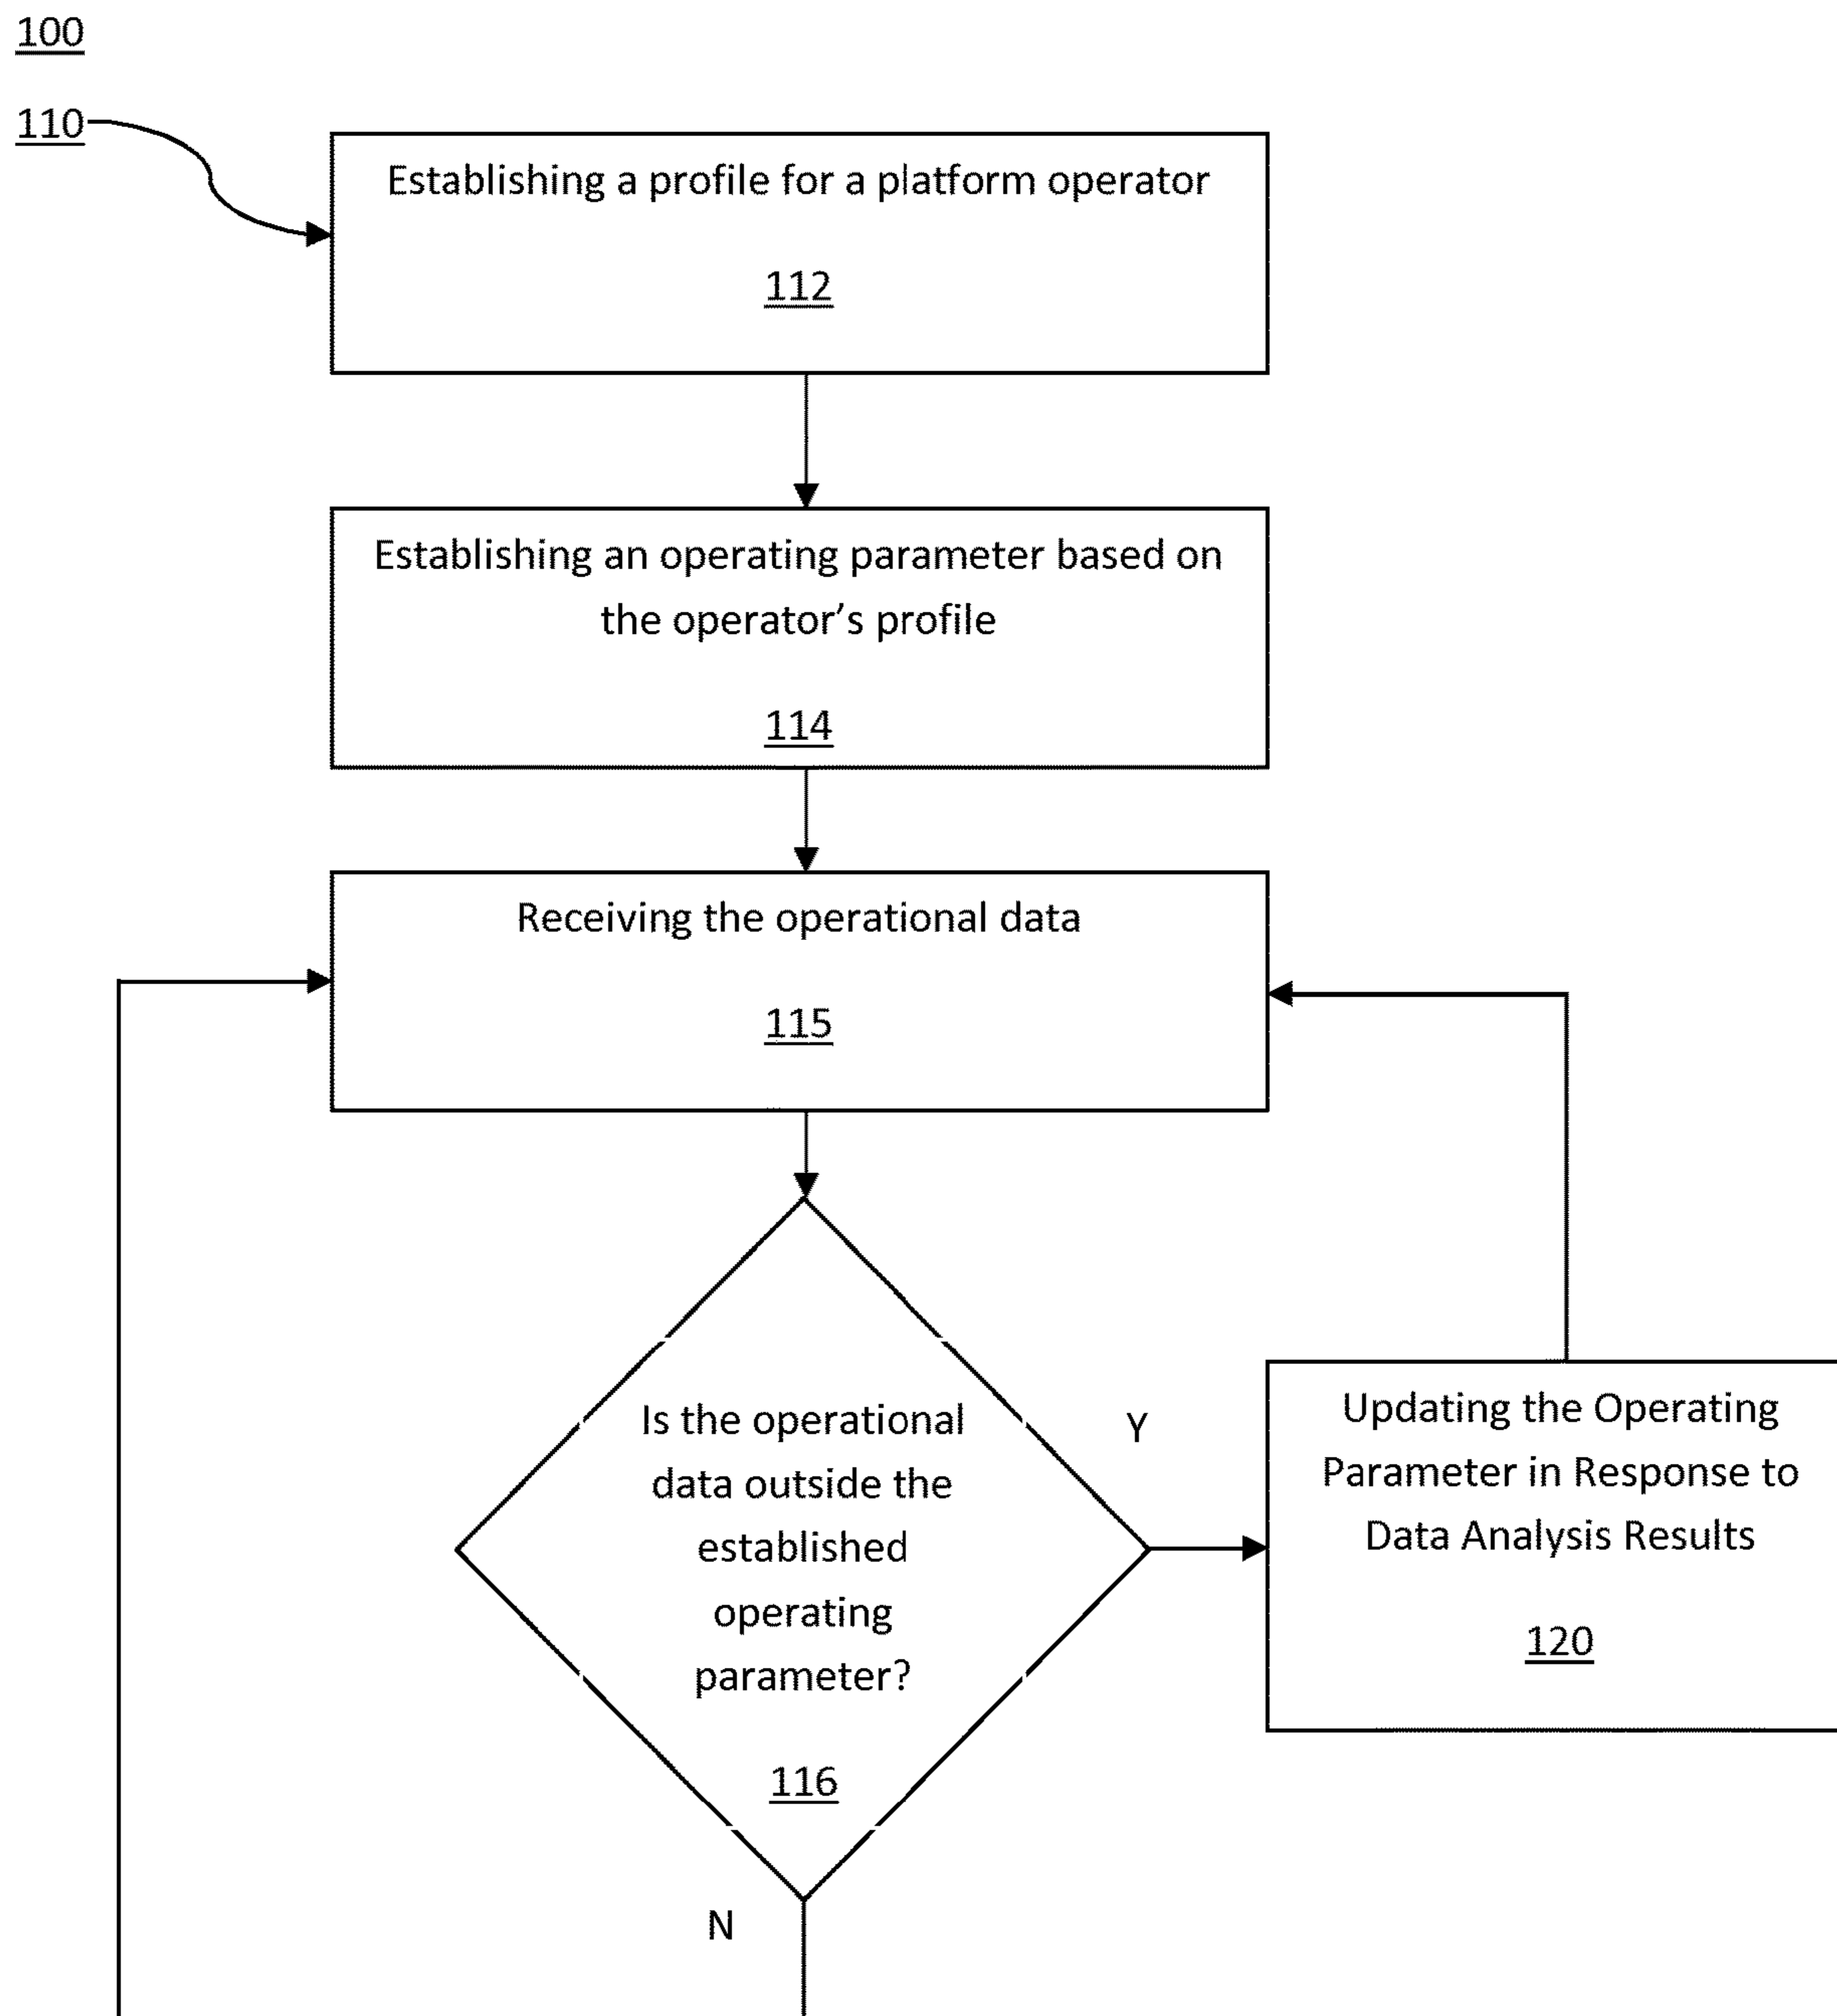 100
110
Establishing a profile for a platform operator
112
Establishing an operating parameter based on
the operator’s profile
114
Receiving the operational data
115
Is the operational
data outside the
established
operating
parameter?
116
Y
Updating the Operating
Parameter in Response to
Data Analysis Results
120
N